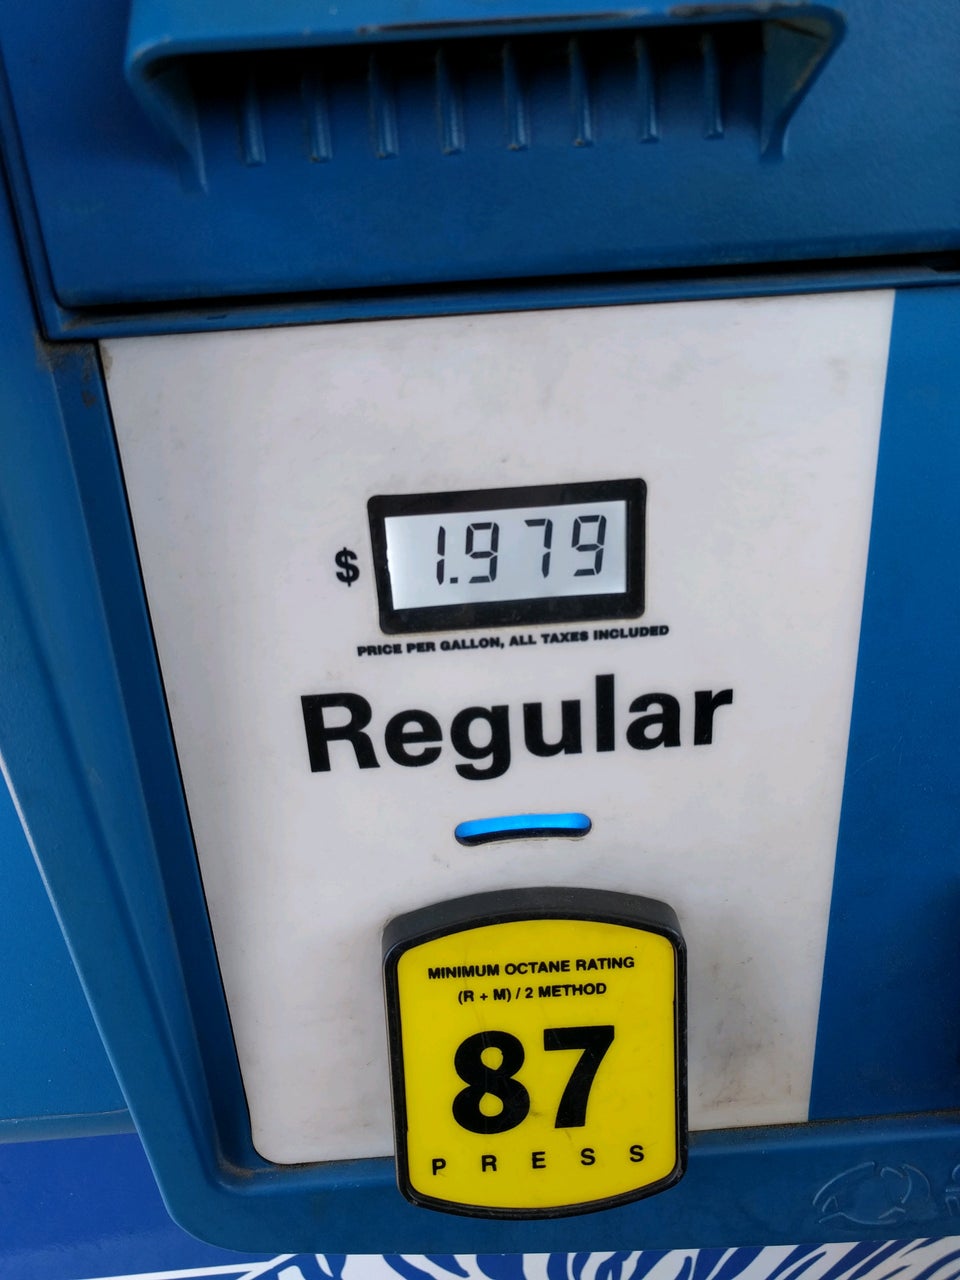 $ 1.979
PRICE PER GALLON, ALL TAXES INCLUDED
Regular
MINIMUM OCTANE RATING
(R + M) / 2 METHOD
87
PRESS